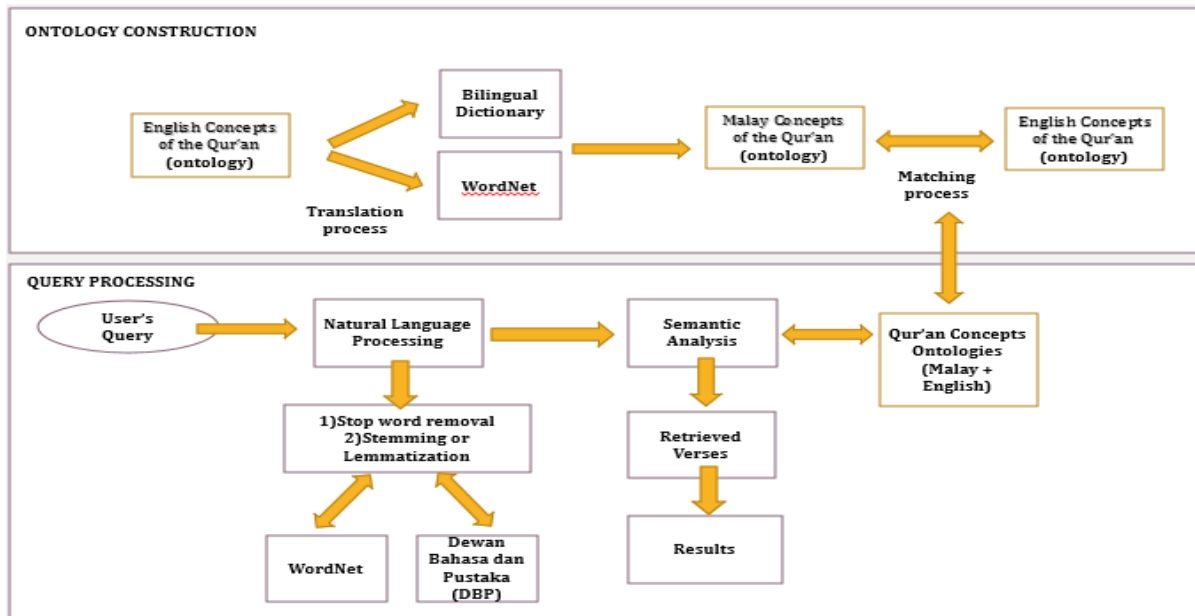 ONTOLOGY CONSTRUCTION
Bilingual
Dictionary
English Concepts
of the Qur'an
(ontology)
WordNet
Translation
process
Malay Concepts
of the Qur'an
(ontology)
English Concepts
of the Qur'an
(ontology)
Matching
process
QUERY PROCESSING
User's
Query
Natural Language
Processing
Semantic
Analysis
Qur'an Concepts
Ontologies
(Malay +
English)
1)Stop word removal
2)Stemming or
Lemmatization
Retrieved
Verses
WordNet
Dewan
Bahasa dan
Pustaka
(DBP)
Results